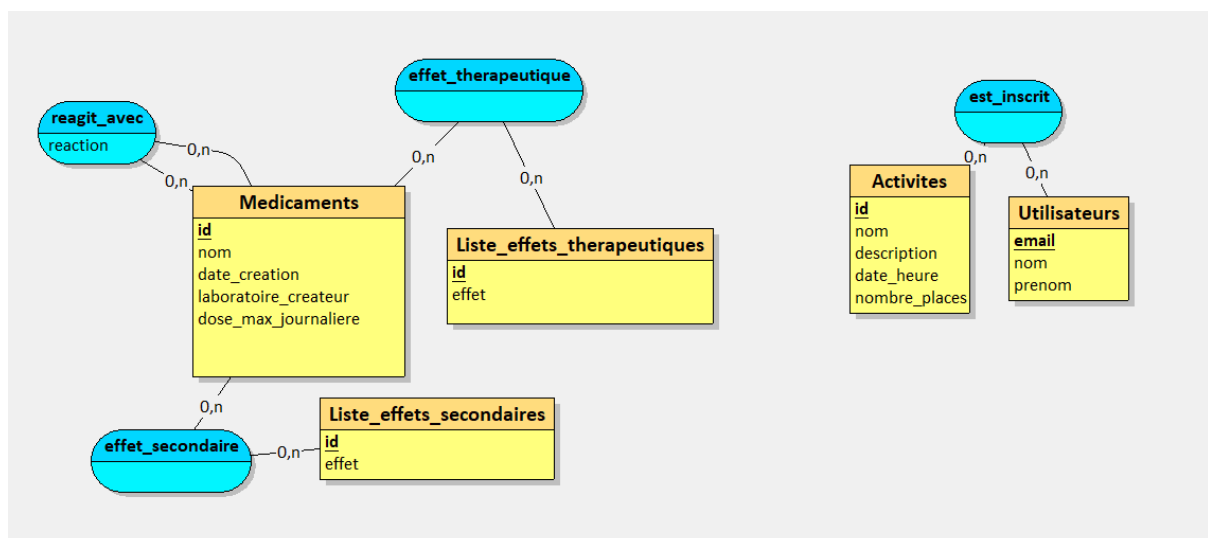 effet_therapeutique
est_inscrit
reagit_avec
reaction
0,n
0,n
0,n
0,n
0,n
0,n
Medicaments
id
nom
date_creation
laboratoire_createur
dose_max_journaliere
Liste_effets_therapeutiques
id
effet
Activites
id
nom
description
date_heure
nombre_places
Utilisateurs
email
nom
prenom
0,n
effet_secondaire
0,n
Liste_effets_secondaires
id
effet